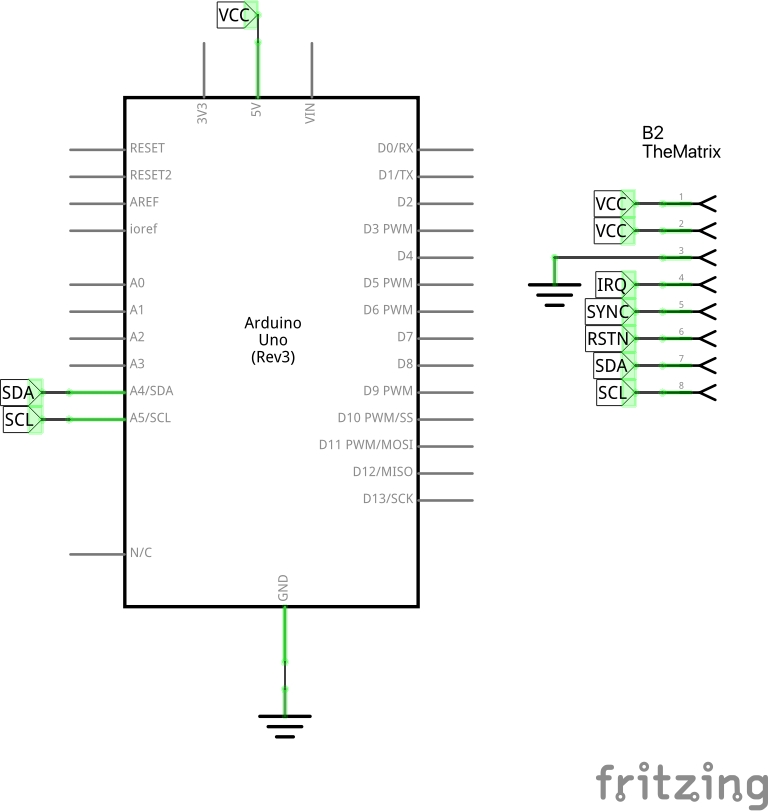 VCC
3V3
5V
VIN
RESET
RESET2
AREF
ioref
A0
A1
A2
A3
A4/SDA
A5/SCL
N/C
SDA
SCL
Arduino
Uno
(Rev3)
D0/RX
D1/TX
D2
D3 PWM
D4
D5 PWM
D6 PWM
D7
D8
D9 PWM
D10 PWM/SS
D11 PWM/MOSI
D12/MISO
D13/SCK
GND
B2
TheMatrix
VCC 1
VCC 2
3
IRQ 4
SYNC 5
RSTN 6
SDA 7
SCL 8
fritzing